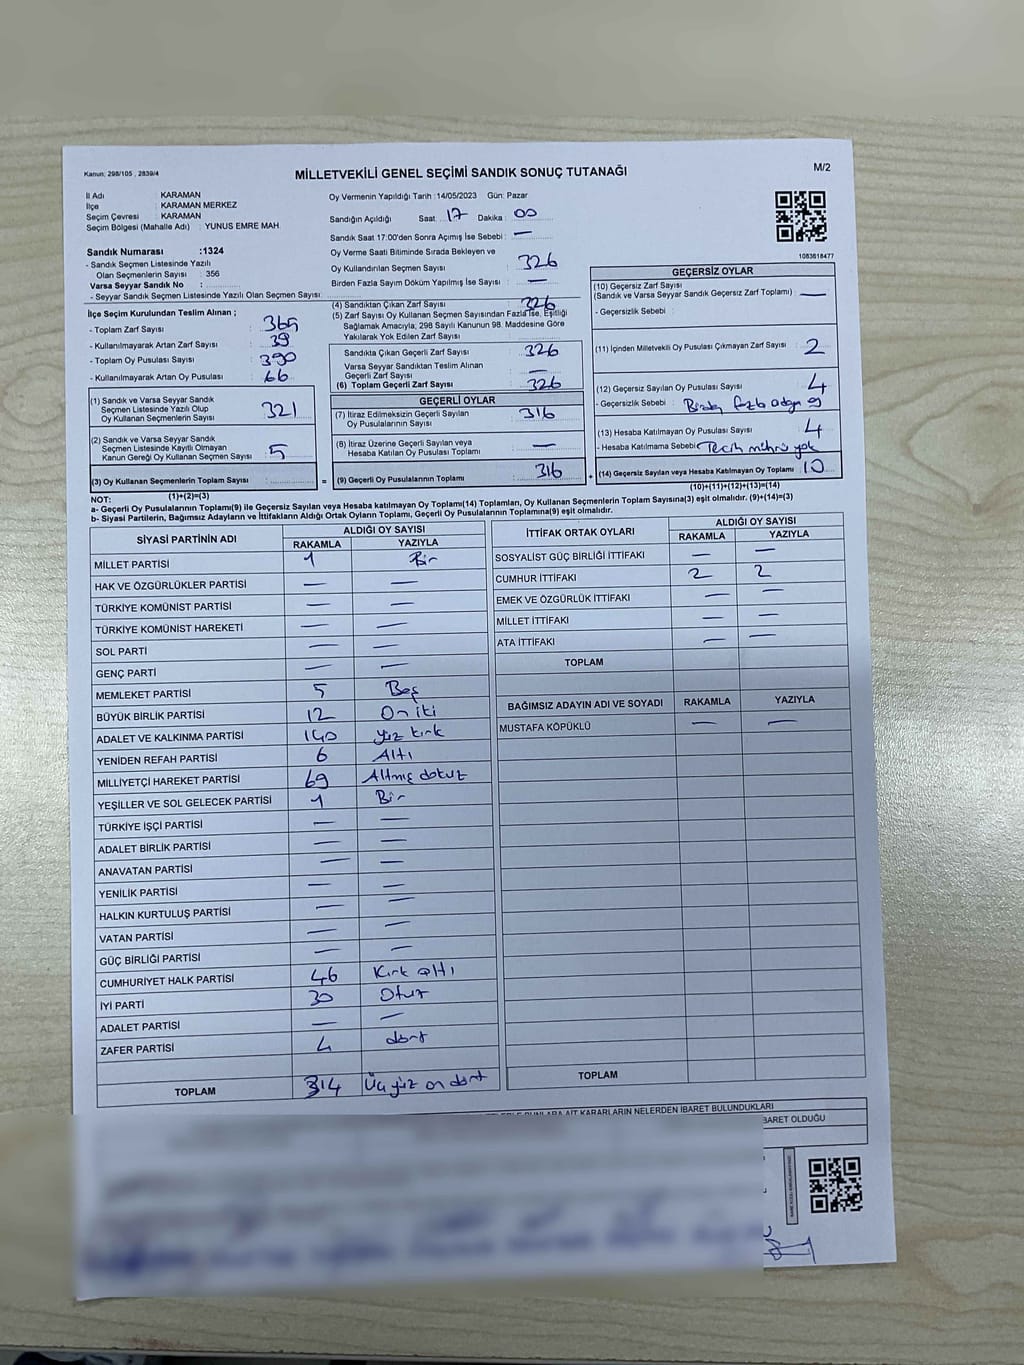 Kanun; 298/105 , 2839/4
MİLLETVEKİLİ GENEL SEÇİMİ SANDIK SONUÇ TUTANAĞI
M/2
İl Adı : KARAMAN
İlçe : KARAMAN MERKEZ
Seçim Çevresi : KARAMAN
Seçim Bölgesi (Mahalle Adı) : YUNUS EMRE MAH.
Sandık Numarası :1324
- Sandık Seçmen Listesinde Yazılı
Olan Seçmenlerin Sayısı : 356
Varsa Seyyar Sandık No :
- Seyyar Sandık Seçmen Listesinde Yazılı Olan Seçmen Sayısı:
İlçe Seçim Kurulundan Teslim Alınan ;
- Toplam Zarf Sayısı : 365
- Kullanılmayarak Artan Zarf Sayısı : 39
- Toplam Oy Pusulası Sayısı : 390
- Kullanılmayarak Artan Oy Pusulası : 66
(1) Sandık ve Varsa Seyyar Sandık
Seçmen Listesinde Yazılı Olup
Oy Kullanan Seçmenlerin Sayısı : 321
(2) Sandık ve Varsa Seyyar Sandık
Seçmen Listesinde Kayıtlı Olmayan
Kanun Gereği Oy Kullanan Seçmen Sayısı : 5
(3) Oy Kullanan Seçmenlerin Toplam Sayısı :
(1)+(2)=(3)
Oy Vermenin Yapıldığı Tarih :14/05/2023 Gün: Pazar
Sandığın Açıldığı Saat 17 Dakika : 00
Sandık Saat 17:00'den Sonra Açılmış İse Sebebi : —
Oy Verme Saati Bitiminde Sırada Bekleyen ve
Oy Kullandırılan Seçmen Sayısı : 326
Birden Fazla Sayım Döküm Yapılmış İse Sayısı : —
(4) Sandıktan Çıkan Zarf Sayısı : 326
(5) Zarf Sayısı Oy Kullanan Seçmen Sayısından Fazla İse, Eşitliği
Sağlamak Amacıyla; 298 Sayılı Kanunun 98. Maddesine Göre
Yakılarak Yok Edilen Zarf Sayısı :
Sandıkta Çıkan Geçerli Zarf Sayısı : 326
Varsa Seyyar Sandıktan Teslim Alınan
Geçerli Zarf Sayısı : —
(6) Toplam Geçerli Zarf Sayısı : 326
GEÇERLİ OYLAR
(7) İtiraz Edilmeksizin Geçerli Sayılan
Oy Pusulalarının Sayısı : 316
(8) İtiraz Üzerine Geçerli Sayılan veya
Hesaba Katılan Oy Pusulası Toplamı : —
= (9) Geçerli Oy Pusulalarının Toplamı : 316 +
1083618477
GEÇERSİZ OYLAR
(10) Geçersiz Zarf Sayısı
(Sandık ve Varsa Seyyar Sandık Geçersiz Zarf Toplamı) : —
- Geçersizlik Sebebi :
(11) İçinden Milletvekili Oy Pusulası Çıkmayan Zarf Sayısı : 2
(12) Geçersiz Sayılan Oy Pusulası Sayısı : 4
- Geçersizlik Sebebi : Birden fazla adaya oy
(13) Hesaba Katılmayan Oy Pusulası Sayısı : 4
- Hesaba Katılmama Sebebi : Tecih mührü yok
(14) Geçersiz Sayılan veya Hesaba Katılmayan Oy Toplamı : 10
(10)+(11)+(12)+(13)=(14)
NOT:
a- Geçerli Oy Pusulalarının Toplamı(9) ile Geçersiz Sayılan veya Hesaba katılmayan Oy Toplamı(14) Toplamları, Oy Kullanan Seçmenlerin Toplam Sayısına(3) eşit olmalıdır. (9)+(14)=(3)
b- Siyasi Partilerin, Bağımsız Adayların ve İttifakların Aldığı Ortak Oyların Toplamı, Geçerli Oy Pusulalarının Toplamına(9) eşit olmalıdır.
SİYASİ PARTİNİN ADI ALDIĞI OY SAYISI
RAKAMLA YAZIYLA
MİLLET PARTİSİ 1 Bir
HAK VE ÖZGÜRLÜKLER PARTİSİ — —
TÜRKİYE KOMÜNİST PARTİSİ — —
TÜRKİYE KOMÜNİST HAREKETİ — —
SOL PARTİ — —
GENÇ PARTİ — —
MEMLEKET PARTİSİ 5 Beş
BÜYÜK BİRLİK PARTİSİ 12 On iki
ADALET VE KALKINMA PARTİSİ 140 yüz kırk
YENİDEN REFAH PARTİSİ 6 Altı
MİLLİYETÇİ HAREKET PARTİSİ 69 Altmış dokuz
YEŞİLLER VE SOL GELECEK PARTİSİ 1 Bir
TÜRKİYE İŞÇİ PARTİSİ — —
ADALET BİRLİK PARTİSİ — —
ANAVATAN PARTİSİ — —
YENİLİK PARTİSİ — —
HALKIN KURTULUŞ PARTİSİ — —
VATAN PARTİSİ — —
GÜÇ BİRLİĞİ PARTİSİ — —
CUMHURİYET HALK PARTİSİ 46 Kırk altı
İYİ PARTİ 30 Otuz
ADALET PARTİSİ — —
ZAFER PARTİSİ 4 dört
TOPLAM 314 Üç yüz on dört
İTTİFAK ORTAK OYLARI ALDIĞI OY SAYISI
RAKAMLA YAZIYLA
SOSYALİST GÜÇ BİRLİĞİ İTTİFAKI — —
CUMHUR İTTİFAKI 2 2
EMEK VE ÖZGÜRLÜK İTTİFAKI — —
MİLLET İTTİFAKI — —
ATA İTTİFAKI — —
TOPLAM
BAĞIMSIZ ADAYIN ADI VE SOYADI RAKAMLA YAZIYLA
MUSTAFA KÖPÜKLÜ — —
TOPLAM
BUNLARA AİT KARARLARIN NELERDEN İBARET BULUNDUKLARI
İBARET OLDUĞU